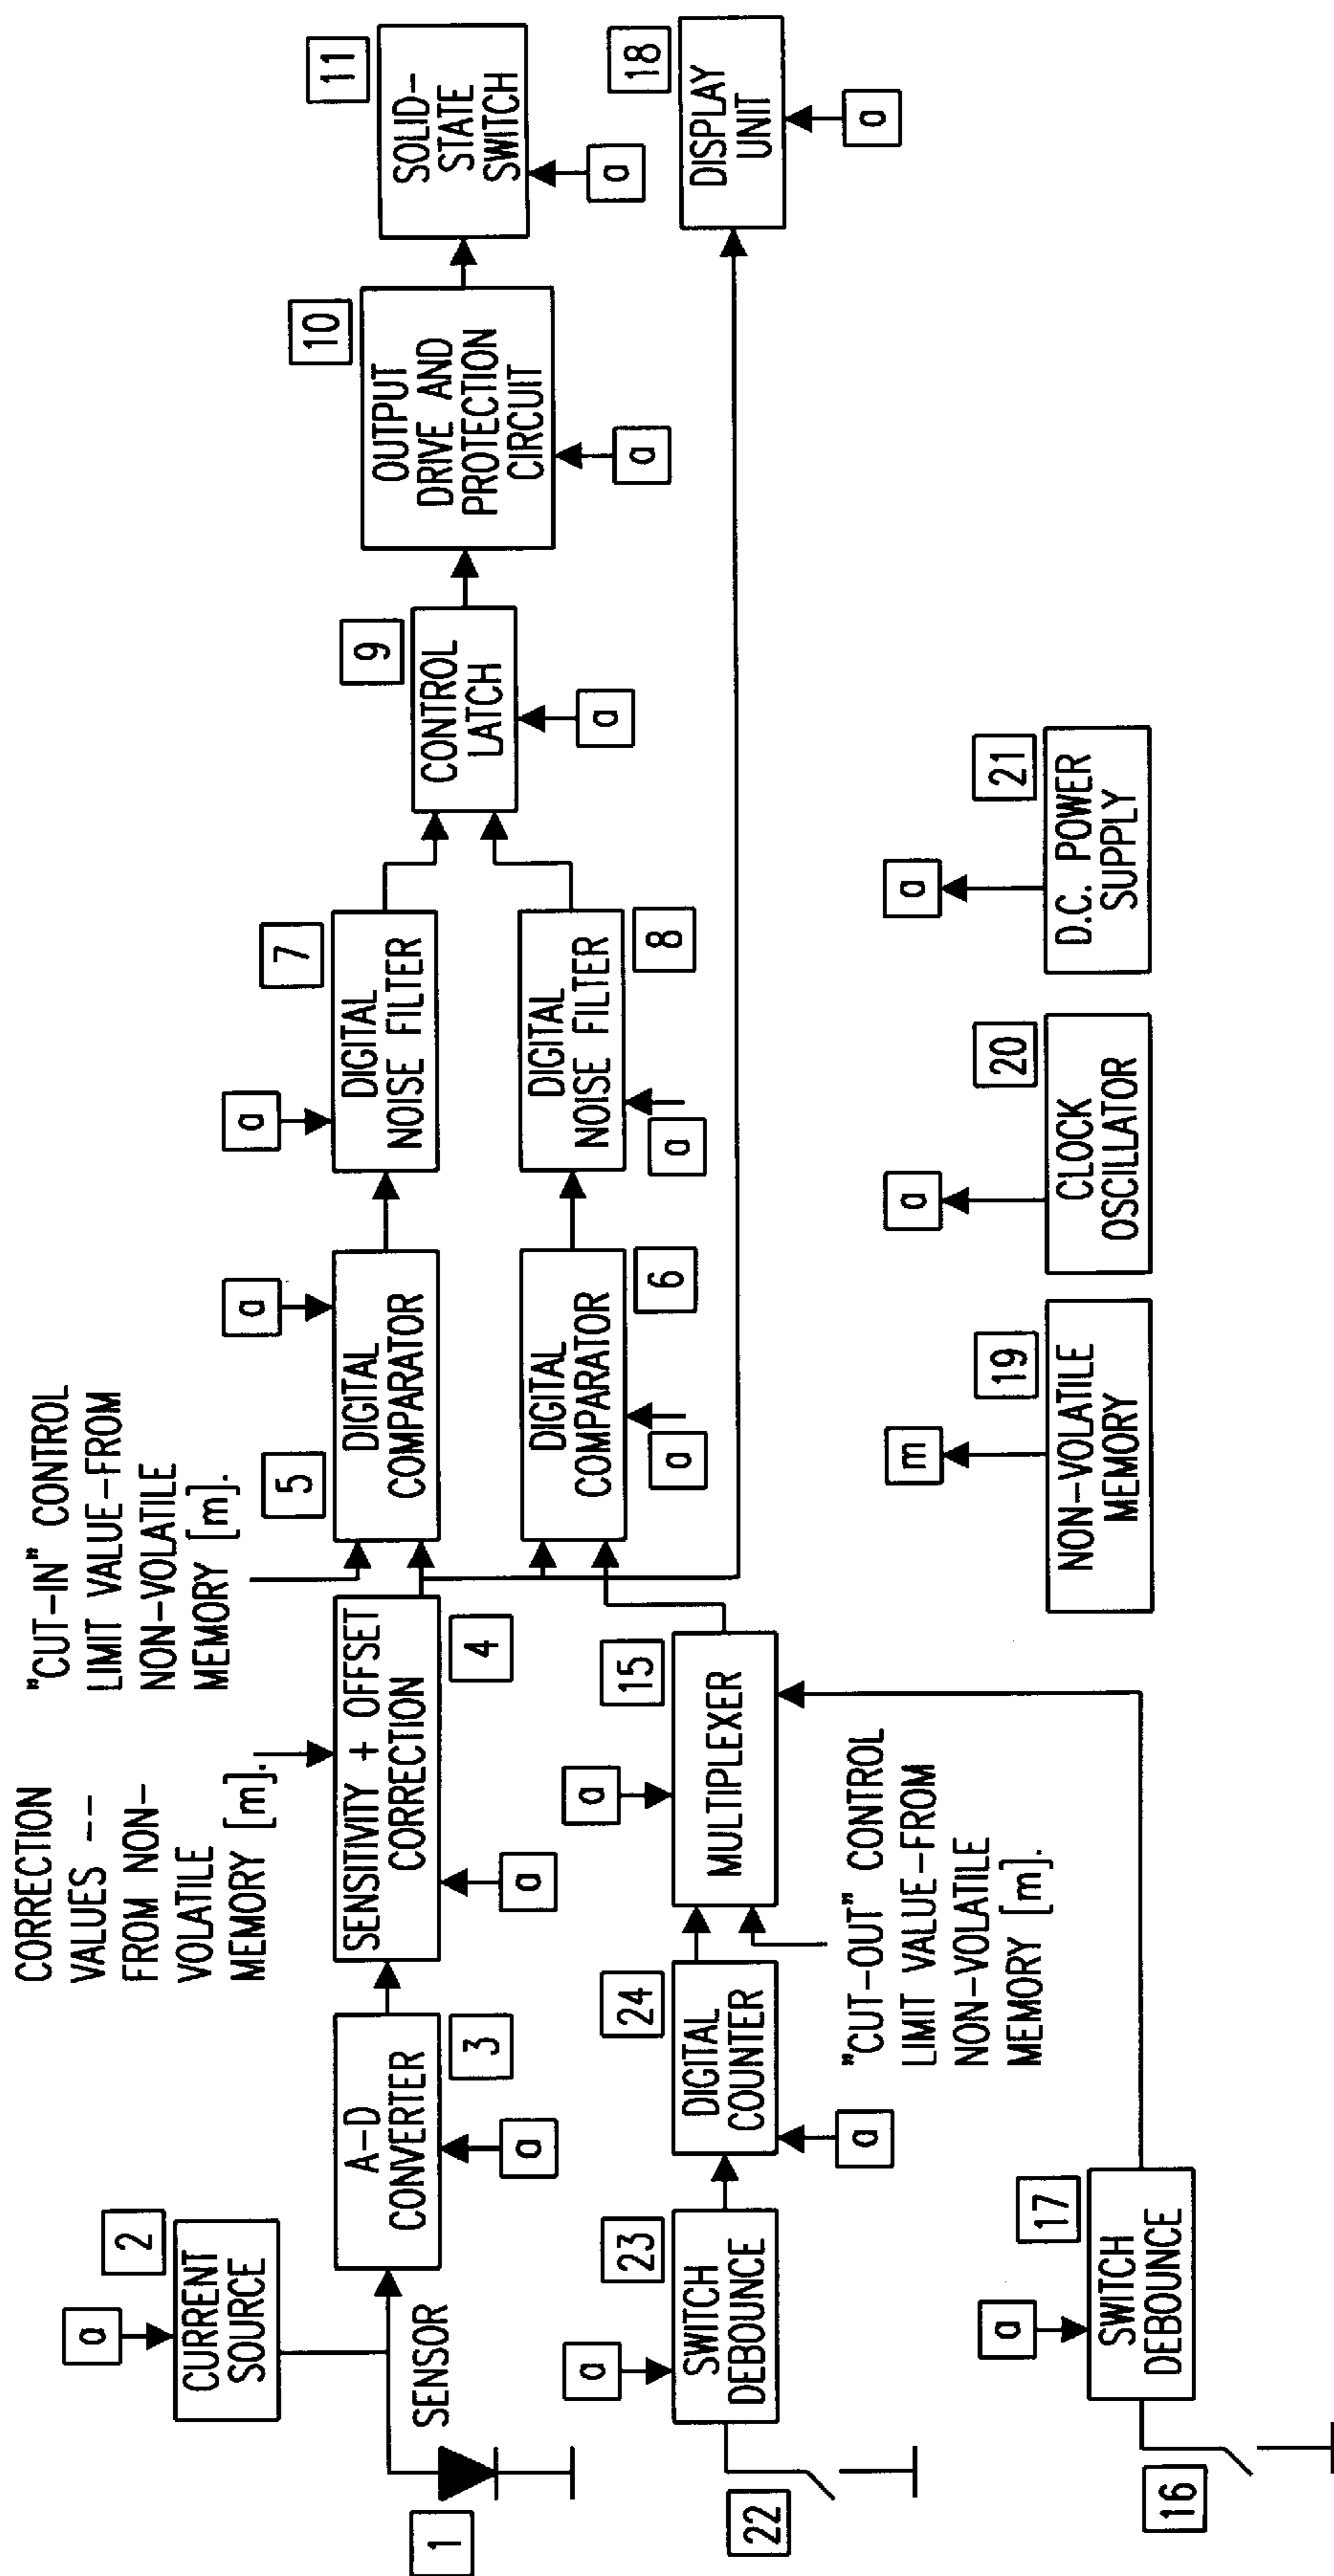 CORRECTION
VALUES --
FROM NON-
VOLATILE
MEMORY [m].
"CUT-IN" CONTROL
LIMIT VALUE-FROM
NON-VOLATILE
MEMORY [m].
a
2
CURRENT
SOURCE
1
SENSOR
A-D
CONVERTER
3
a
SENSITIVITY + OFFSET
CORRECTION
4
a
5
DIGITAL
COMPARATOR
a
DIGITAL
COMPARATOR
6
a
7
DIGITAL
NOISE FILTER
a
DIGITAL
NOISE FILTER
8
a
9
CONTROL
LATCH
a
10
OUTPUT
DRIVE AND
PROTECTION
CIRCUIT
a
11
SOLID-
STATE
SWITCH
a
18
DISPLAY
UNIT
a
22
a
23
SWITCH
DEBOUNCE
24
DIGITAL
COUNTER
a
a
15
MULTIPLEXER
"CUT-OUT" CONTROL
LIMIT VALUE-FROM
NON-VOLATILE
MEMORY [m].
16
a
17
SWITCH
DEBOUNCE
m
19
NON-VOLATILE
MEMORY
a
20
CLOCK
OSCILLATOR
a
21
D.C. POWER
SUPPLY